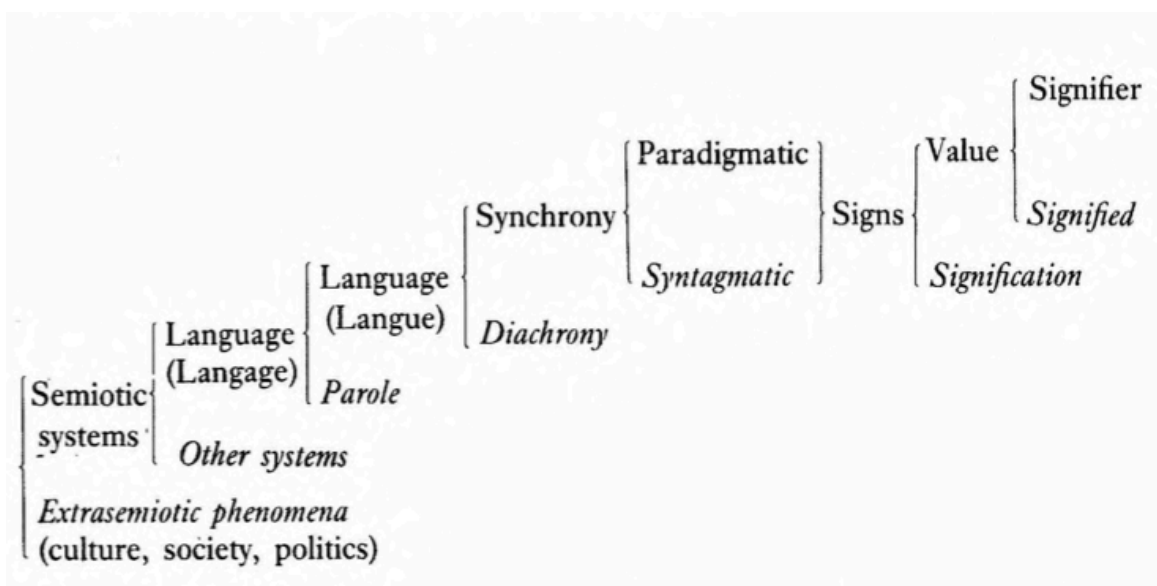 Signifier
Paradigmatic
Value
Synchrony
Signs
Signified
Language
(Langue)
Syntagmatic
Signification
Language
(Langage)
Diachrony
Semiotic
systems
Parole
Other systems
Extrasemiotic phenomena
(culture, society, politics)